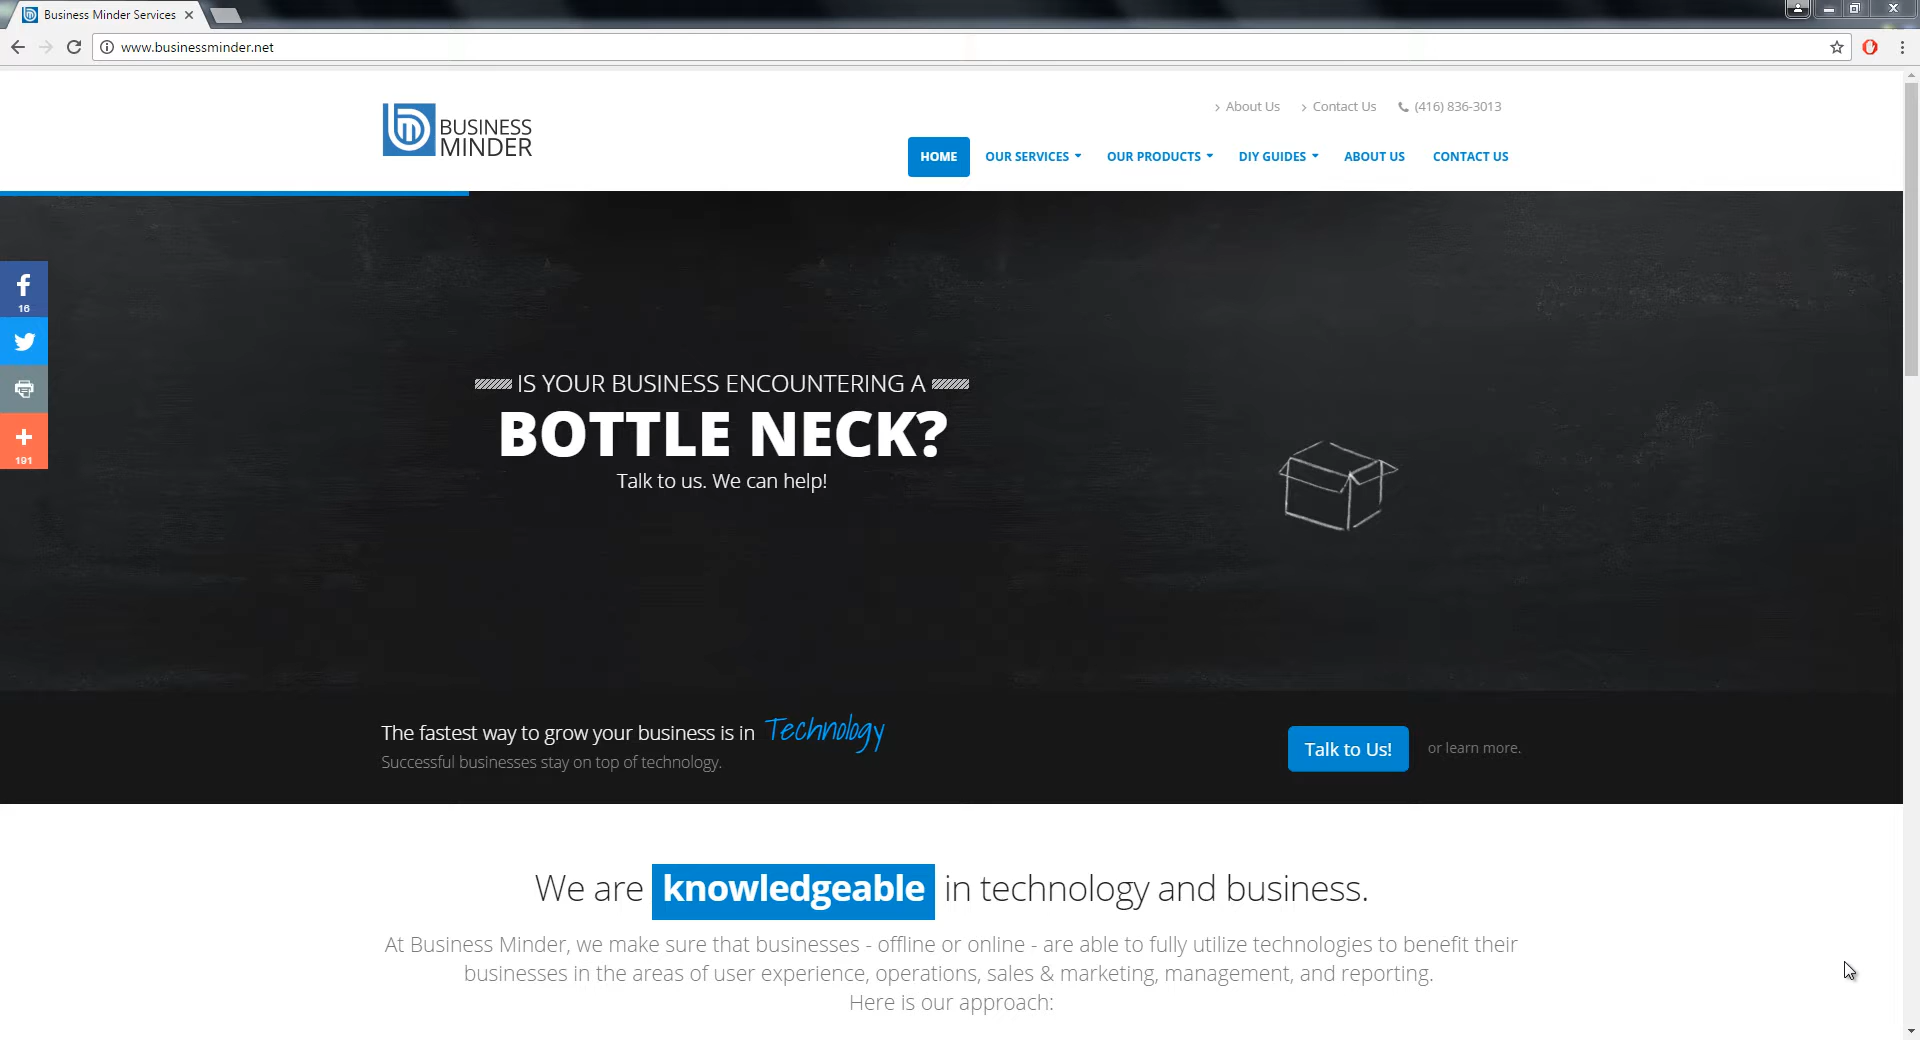 Business Minder Services
www.businessminder.net
BUSINESS
MINDER
About Us
Contact Us
(416) 836-3013
HOME
OUR SERVICES
OUR PRODUCTS
DIY GUIDES
ABOUT US
CONTACT US
16
191
IS YOUR BUSINESS ENCOUNTERING A
BOTTLE NECK?
Talk to us. We can help!
The fastest way to grow your business is in Technology
Successful businesses stay on top of technology.
Talk to Us!
or learn more.
We are knowledgeable in technology and business.
At Business Minder, we make sure that businesses - offline or online - are able to fully utilize technologies to benefit their
businesses in the areas of user experience, operations, sales & marketing, management, and reporting.
Here is our approach: